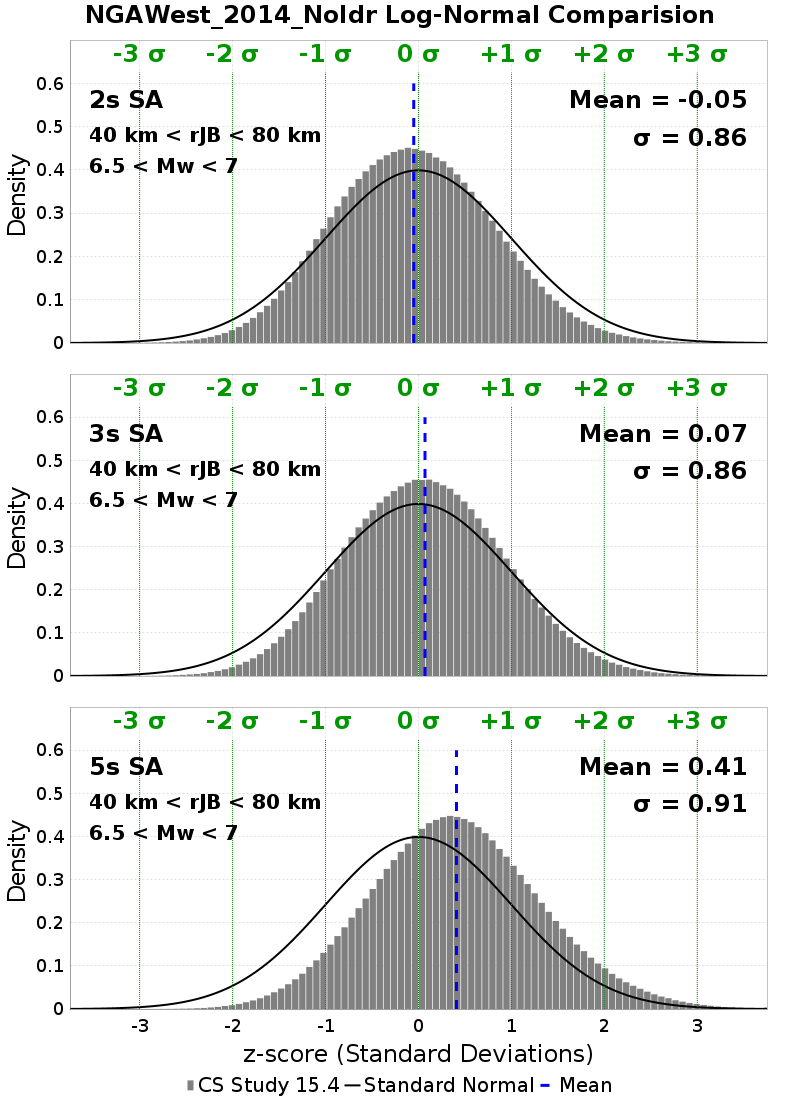 NGAWest_2014_NoIdr Log-Normal Comparision
-3 σ -2 σ -1 σ 0 σ +1 σ +2 σ +3 σ
2s SA
Mean = -0.05
40 km < rJB < 80 km
σ = 0.86
6.5 < Mw < 7
Density
0.6
0.5
0.4
0.3
0.2
0.1
0
-3 σ -2 σ -1 σ 0 σ +1 σ +2 σ +3 σ
3s SA
Mean = 0.07
40 km < rJB < 80 km
σ = 0.86
6.5 < Mw < 7
Density
0.6
0.5
0.4
0.3
0.2
0.1
0
-3 σ -2 σ -1 σ 0 σ +1 σ +2 σ +3 σ
5s SA
Mean = 0.41
40 km < rJB < 80 km
σ = 0.91
6.5 < Mw < 7
Density
0.6
0.5
0.4
0.3
0.2
0.1
0
-3 -2 -1 0 1 2 3
z-score (Standard Deviations)
CS Study 15.4 Standard Normal Mean